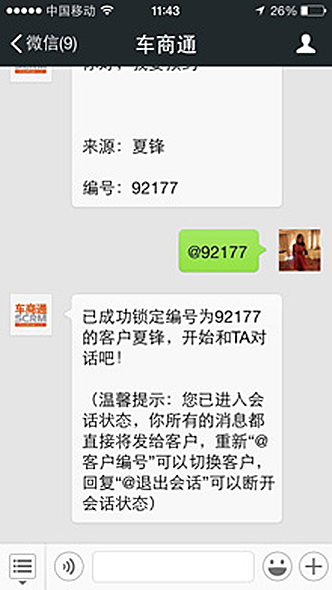 中国移动
11:43
26%
微信(9)
车商通
来源：夏锋
编号：92177
@92177
车商通
SCRM
已成功锁定编号为92177
的客户夏锋，开始和TA对
话吧！
（温馨提示：您已进入会
话状态，你所有的消息都
直接将发给客户，重新“@
客户编号”可以切换客户，
回复“@退出会话”可以断开
会话状态）